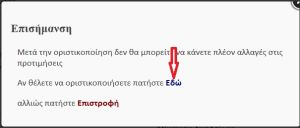 Επισήμανση
Μετά την οριστικοποίηση δεν θα μπορείτε να κάνετε πλέον αλλαγές στις
προτιμήσεις
Αν θέλετε να οριστικοποιήσετε πατήστε Εδώ
αλλιώς πατήστε Επιστροφή